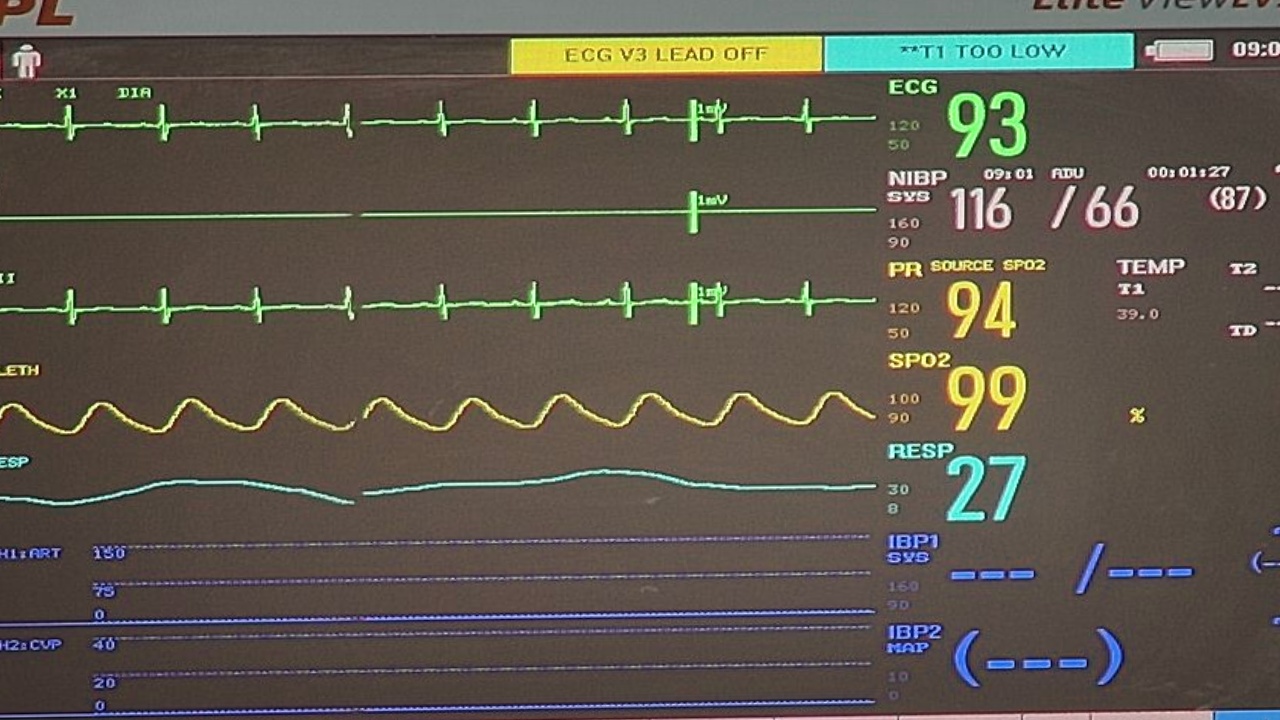 PL
Elite View
ECG V3 LEAD OFF
**T1 TOO LOW
09:0
X1 DIA
1mV
ECG
120
50
93
NIBP 09:01 ADU 00:01:27
SYS
160
90
116 / 66 (87)
1mV
II
1mV
PR SOURCE SPO2
120
50
94
TEMP T2
T1 --
39.0
TD --
LETH
SPO2
100
90
99
%
ESP
RESP
30
8
27
H1:ART
150
75
0
IBP1
SYS
160
90
--- / ---
H2:CVP
40
20
0
IBP2
MAP
10
0
(---)